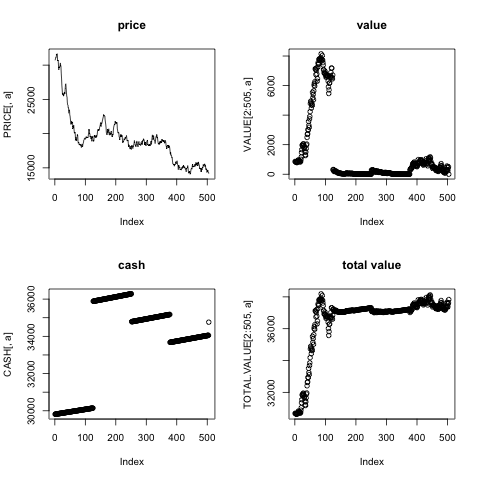 price
PRICE[, a]
15000
25000
0
100
200
300
400
500
Index
value
VALUE[2:505, a]
0
2000
6000
0
100
200
300
400
500
Index
cash
CASH[, a]
30000
32000
34000
36000
0
100
200
300
400
500
Index
total value
TOTAL.VALUE[2:505, a]
32000
36000
0
100
200
300
400
500
Index